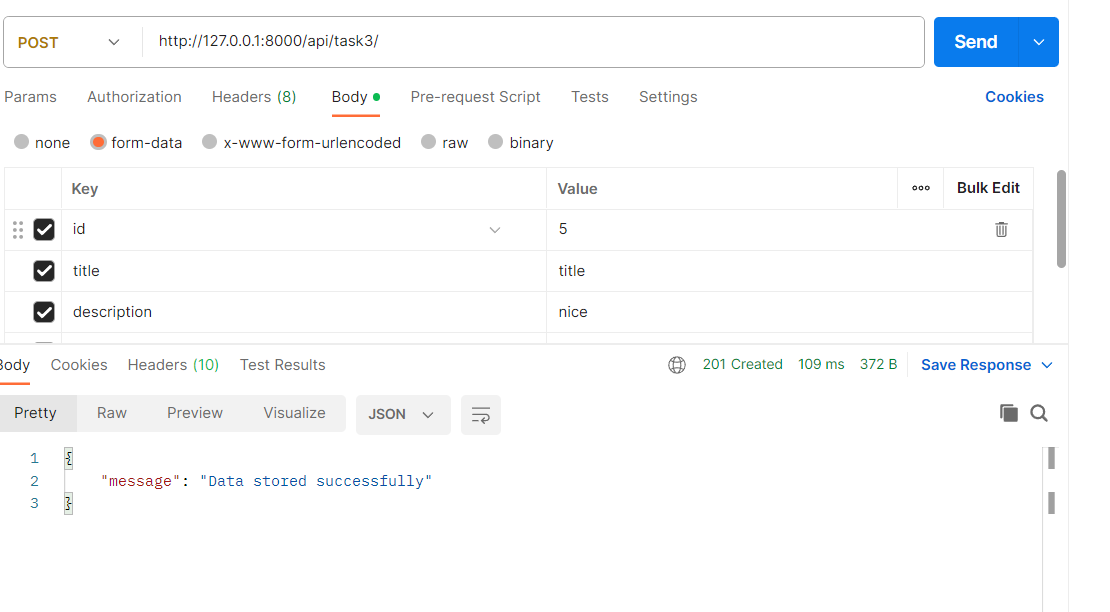 POST http://127.0.0.1:8000/api/task3/ Send
Params Authorization Headers (8) Body Pre-request Script Tests Settings Cookies
none form-data x-www-form-urlencoded raw binary
Key Value Bulk Edit
id 5
title title
description nice
Body Cookies Headers (10) Test Results 201 Created 109 ms 372 B Save Response
Pretty Raw Preview Visualize JSON
1 {
2 "message": "Data stored successfully"
3 }